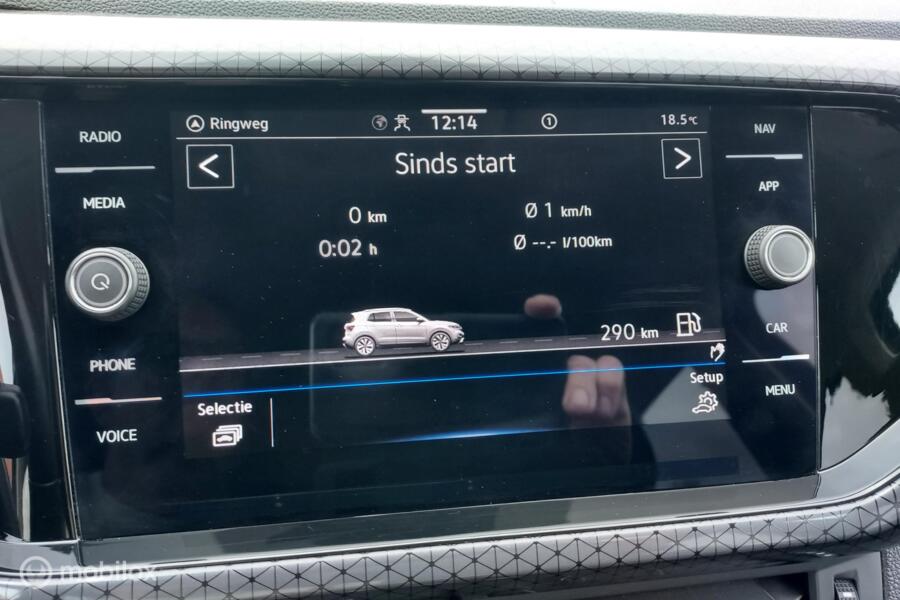 RADIO
MEDIA
PHONE
VOICE
Ringweg
12:14
1
18.5°C
<
Sinds start
>
0 km
Ø 1 km/h
0:02 h
Ø --.- l/100km
290 km
Selectie
Setup
NAV
APP
CAR
MENU
mobilox